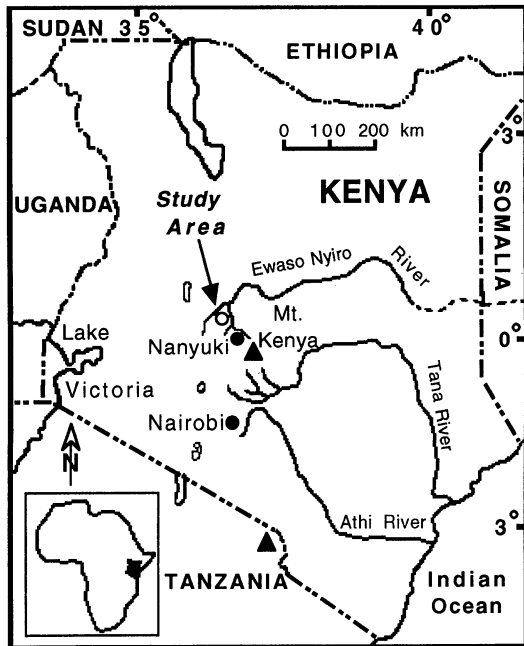 SUDAN
35°
40°
ETHIOPIA
0 100 200 km
3°
KENYA
UGANDA
Study
Area
SOMALIA
Ewaso Nyiro
River
Mt.
Kenya
Nanyuki
0°
Lake
Victoria
Tana River
Nairobi
N
3°
Athi River
TANZANIA
Indian
Ocean